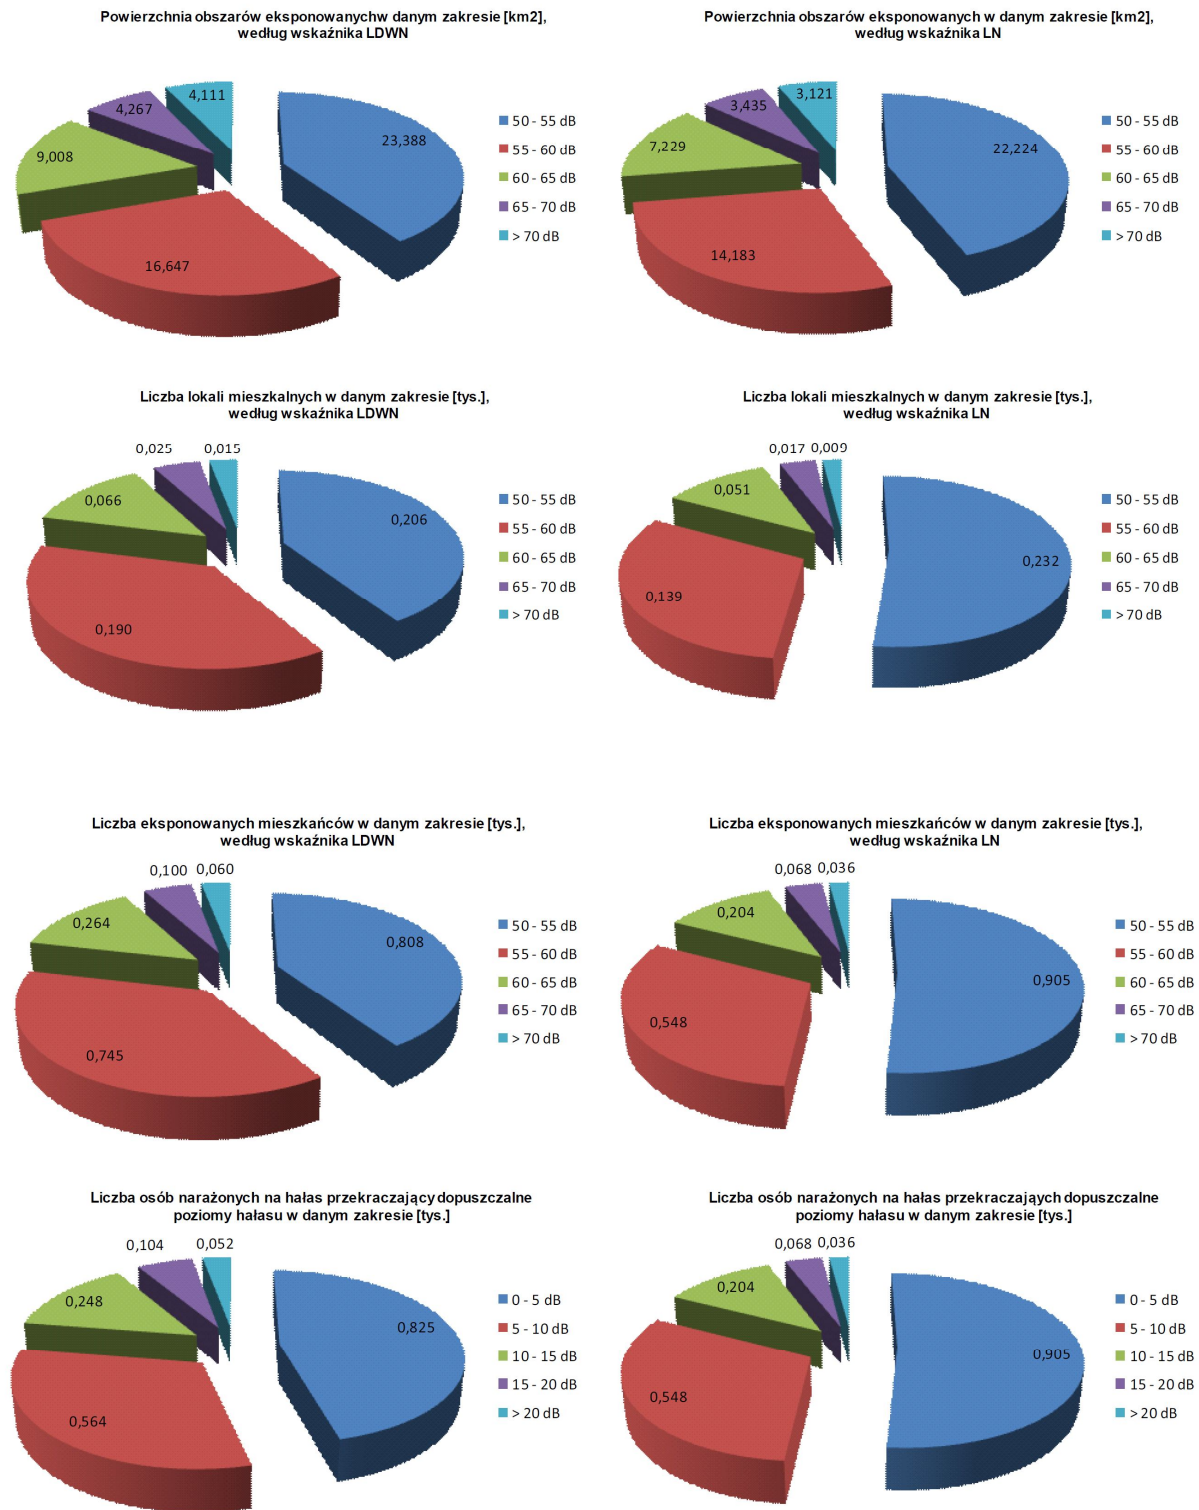 Powierzchnia obszarów eksponowanychw danym zakresie [km2],
według wskaźnika LDWN
4,111
4,267
9,008
23,388
16,647
50 - 55 dB
55 - 60 dB
60 - 65 dB
65 - 70 dB
> 70 dB
Powierzchnia obszarów eksponowanych w danym zakresie [km2],
według wskaźnika LN
3,121
3,435
7,229
22,224
14,183
50 - 55 dB
55 - 60 dB
60 - 65 dB
65 - 70 dB
> 70 dB
Liczba lokali mieszkalnych w danym zakresie [tys.],
według wskaźnika LDWN
0,025
0,015
0,066
0,206
0,190
50 - 55 dB
55 - 60 dB
60 - 65 dB
65 - 70 dB
> 70 dB
Liczba lokali mieszkalnych w danym zakresie [tys.],
według wskaźnika LN
0,017
0,009
0,051
0,232
0,139
50 - 55 dB
55 - 60 dB
60 - 65 dB
65 - 70 dB
> 70 dB
Liczba eksponowanych mieszkańców w danym zakresie [tys.],
według wskaźnika LDWN
0,100
0,060
0,264
0,808
0,745
50 - 55 dB
55 - 60 dB
60 - 65 dB
65 - 70 dB
> 70 dB
Liczba eksponowanych mieszkańców w danym zakresie [tys.],
według wskaźnika LN
0,068
0,036
0,204
0,905
0,548
50 - 55 dB
55 - 60 dB
60 - 65 dB
65 - 70 dB
> 70 dB
Liczba osób narażonych na hałas przekraczający dopuszczalne
poziomy hałasu w danym zakresie [tys.]
0,104
0,052
0,248
0,825
0,564
0 - 5 dB
5 - 10 dB
10 - 15 dB
15 - 20 dB
> 20 dB
Liczba osób narażonych na hałas przekraczająych dopuszczalne
poziomy hałasu w danym zakresie [tys.]
0,068
0,036
0,204
0,905
0,548
0 - 5 dB
5 - 10 dB
10 - 15 dB
15 - 20 dB
> 20 dB